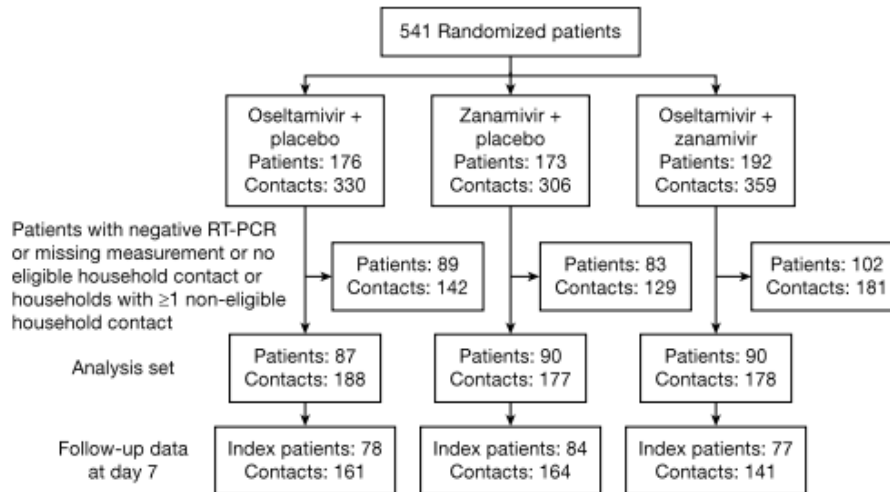 541 Randomized patients
Oseltamivir +
placebo
Patients: 176
Contacts: 330
Zanamivir +
placebo
Patients: 173
Contacts: 306
Oseltamivir +
zanamivir
Patients: 192
Contacts: 359
Patients with negative RT-PCR
or missing measurement or no
eligible household contact or
households with ≥1 non-eligible
household contact
Patients: 89
Contacts: 142
Patients: 83
Contacts: 129
Patients: 102
Contacts: 181
Analysis set
Patients: 87
Contacts: 188
Patients: 90
Contacts: 177
Patients: 90
Contacts: 178
Follow-up data
at day 7
Index patients: 78
Contacts: 161
Index patients: 84
Contacts: 164
Index patients: 77
Contacts: 141